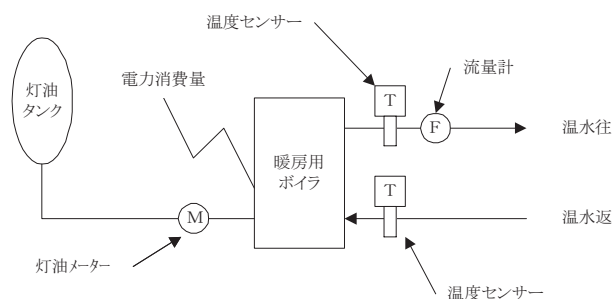 温度センサー
流量計
灯油
タンク
電力消費量
T
F
温水往
暖房用
ボイラ
T
M
温水返
灯油メーター
温度センサー